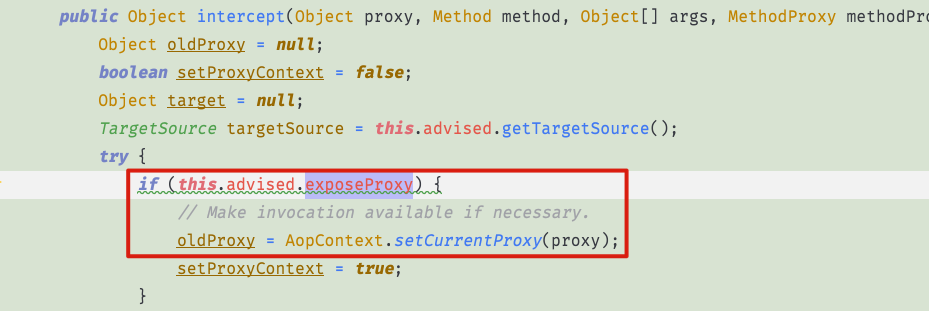 public Object intercept(Object proxy, Method method, Object[] args, MethodProxy methodPro
Object oldProxy = null;
boolean setProxyContext = false;
Object target = null;
TargetSource targetSource = this.advised.getTargetSource();
try {
if (this.advised.exposeProxy) {
// Make invocation available if necessary.
oldProxy = AopContext.setCurrentProxy(proxy);
setProxyContext = true;
}